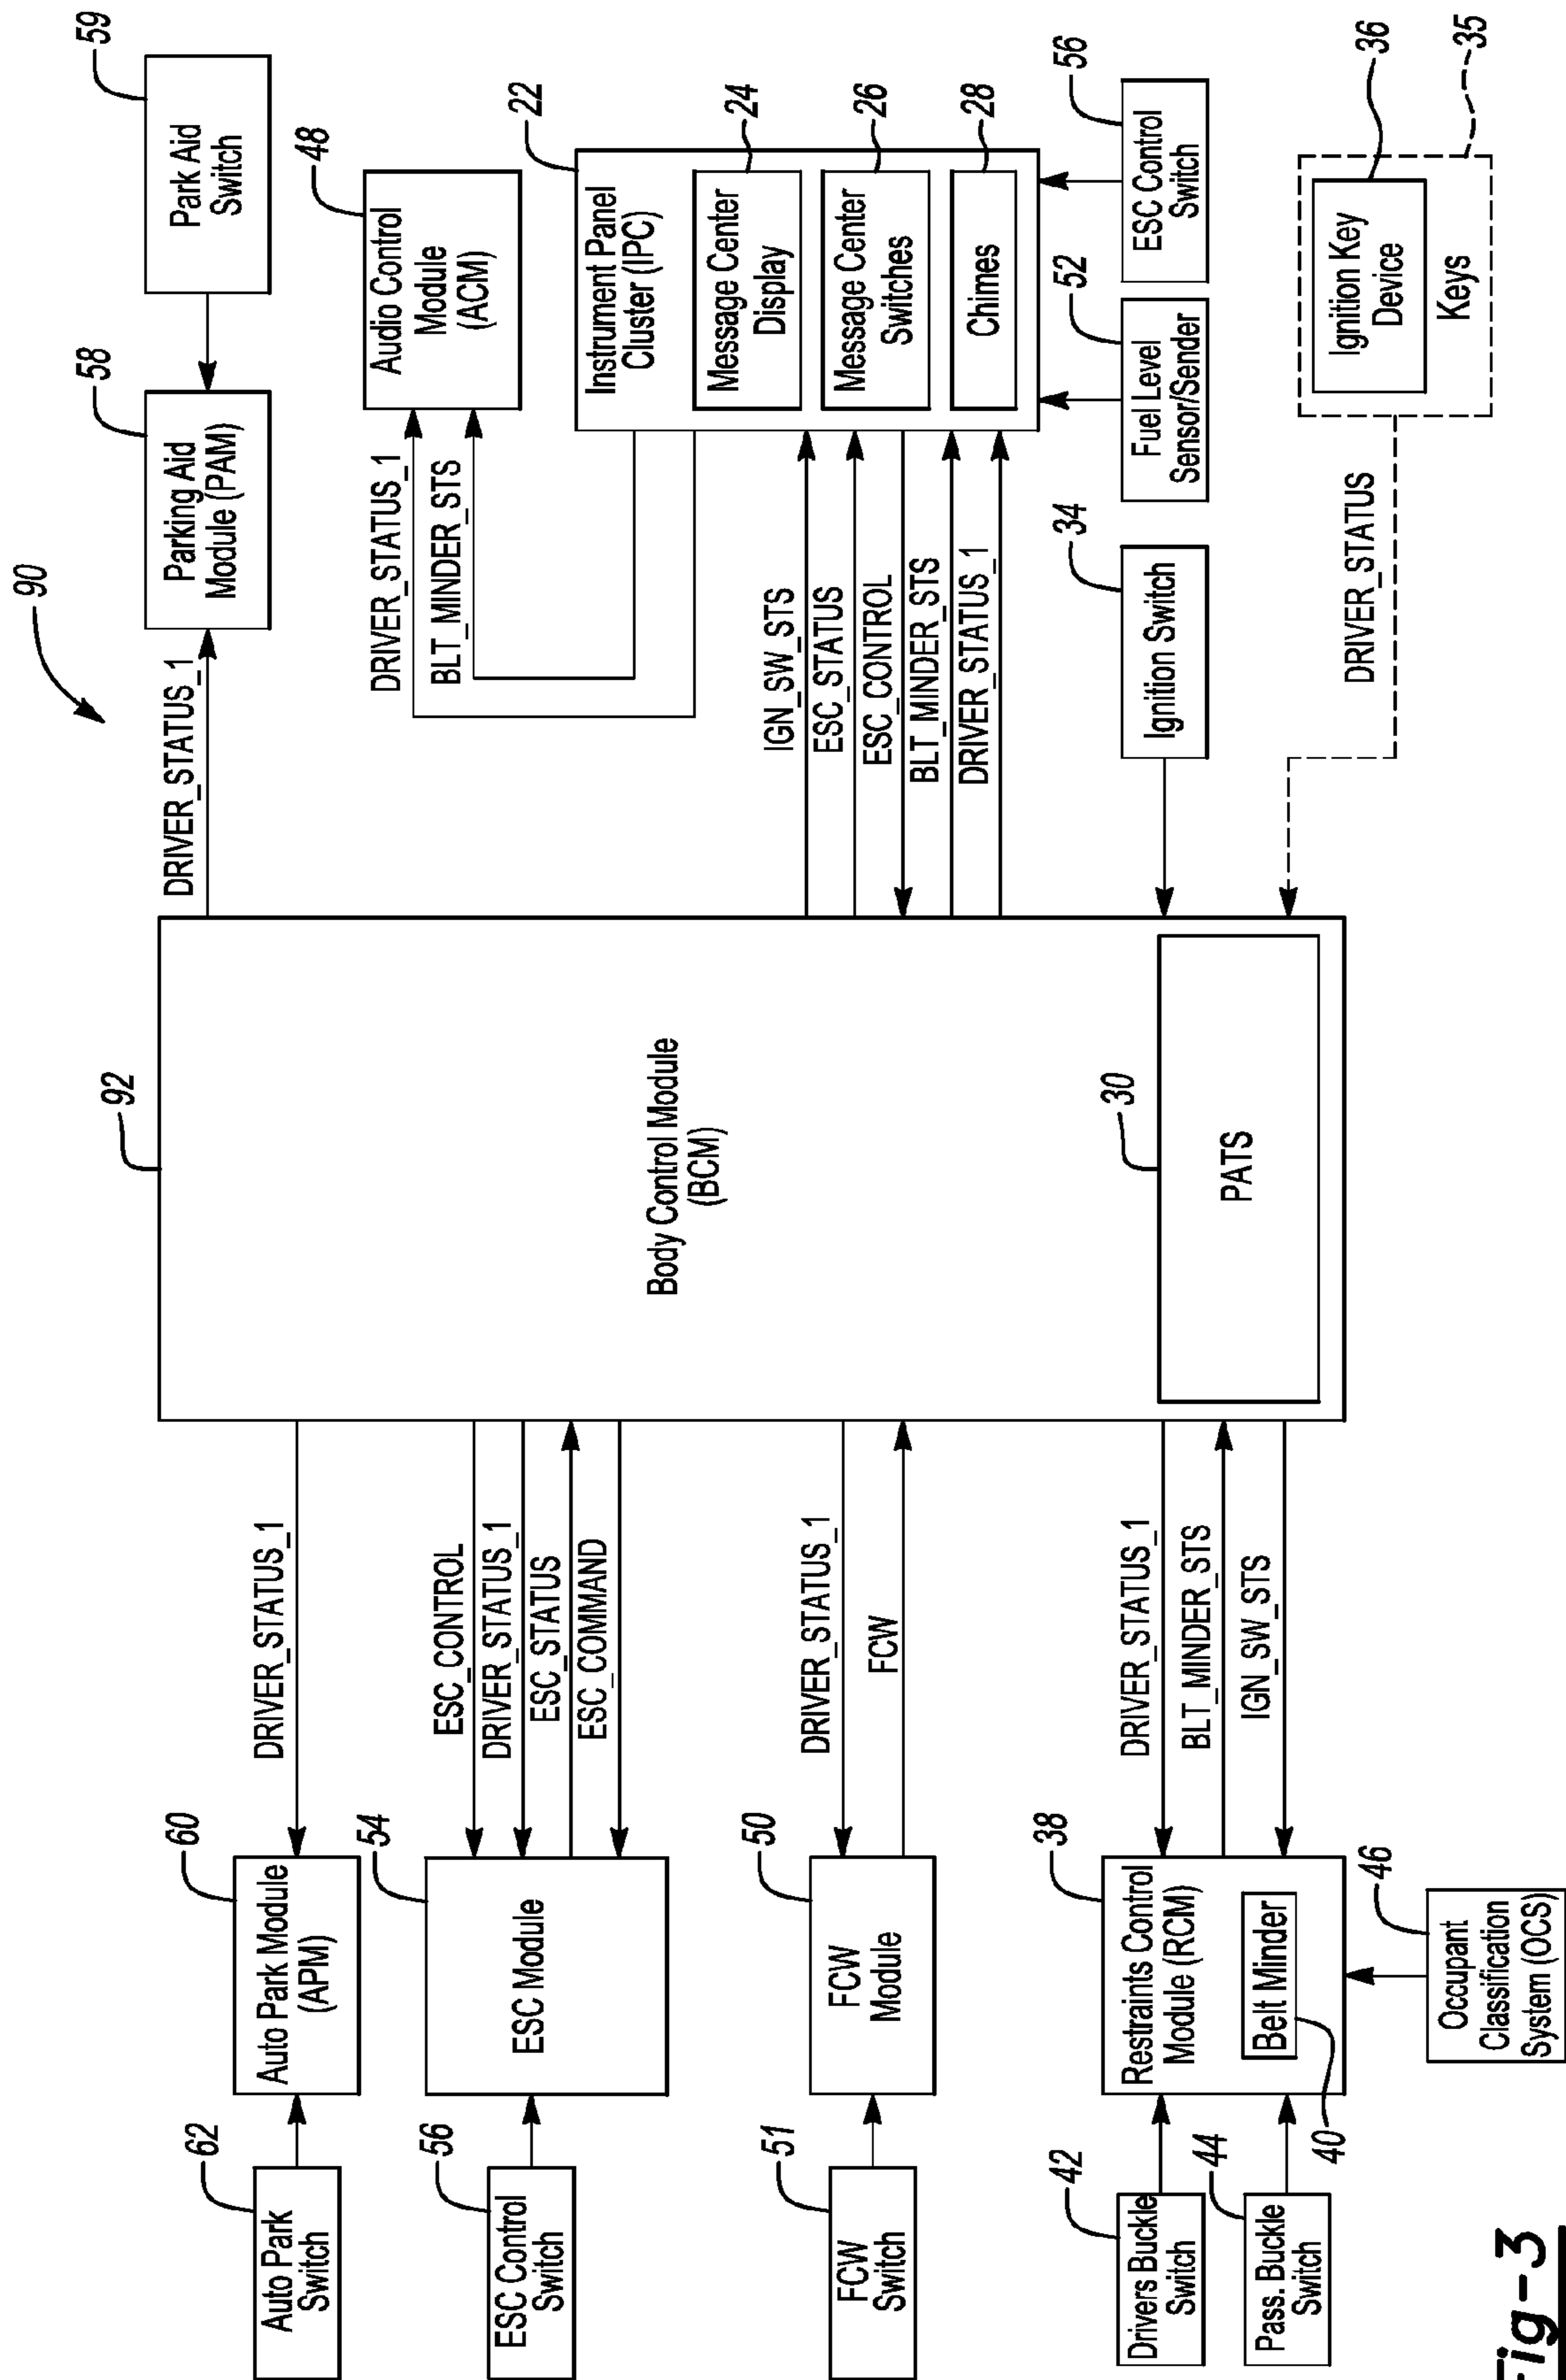 90
62
Auto Park
Switch
60
Auto Park Module
(APM)
DRIVER_STATUS_1
56
ESC Control
Switch
54
ESC Module
ESC_CONTROL
DRIVER_STATUS_1
ESC_STATUS
ESC_COMMAND
51
FCW
Switch
50
FCW
Module
DRIVER_STATUS_1
FCW
42
Drivers Buckle
Switch
44
Pass. Buckle
Switch
38
Restraints Control
Module (RCM)
Belt Minder
40
46
Occupant
Classification
System (OCS)
DRIVER_STATUS_1
BLT_MINDER_STS
IGN_SW_STS
92
Body Control Module
(BCM)
30
PATS
DRIVER_STATUS_1
58
Parking Aid
Module (PAM)
59
Park Aid
Switch
48
Audio Control
Module
(ACM)
DRIVER_STATUS_1
BLT_MINDER_STS
22
Instrument Panel
Cluster (IPC)
24
Message Center
Display
26
Message Center
Switches
28
Chimes
IGN_SW_STS
ESC_STATUS
ESC_CONTROL
BLT_MINDER_STS
DRIVER_STATUS_1
34
Ignition Switch
52
Fuel Level
Sensor/Sender
56
ESC Control
Switch
DRIVER_STATUS
36
Ignition Key
Device
Keys
35
Fig-3